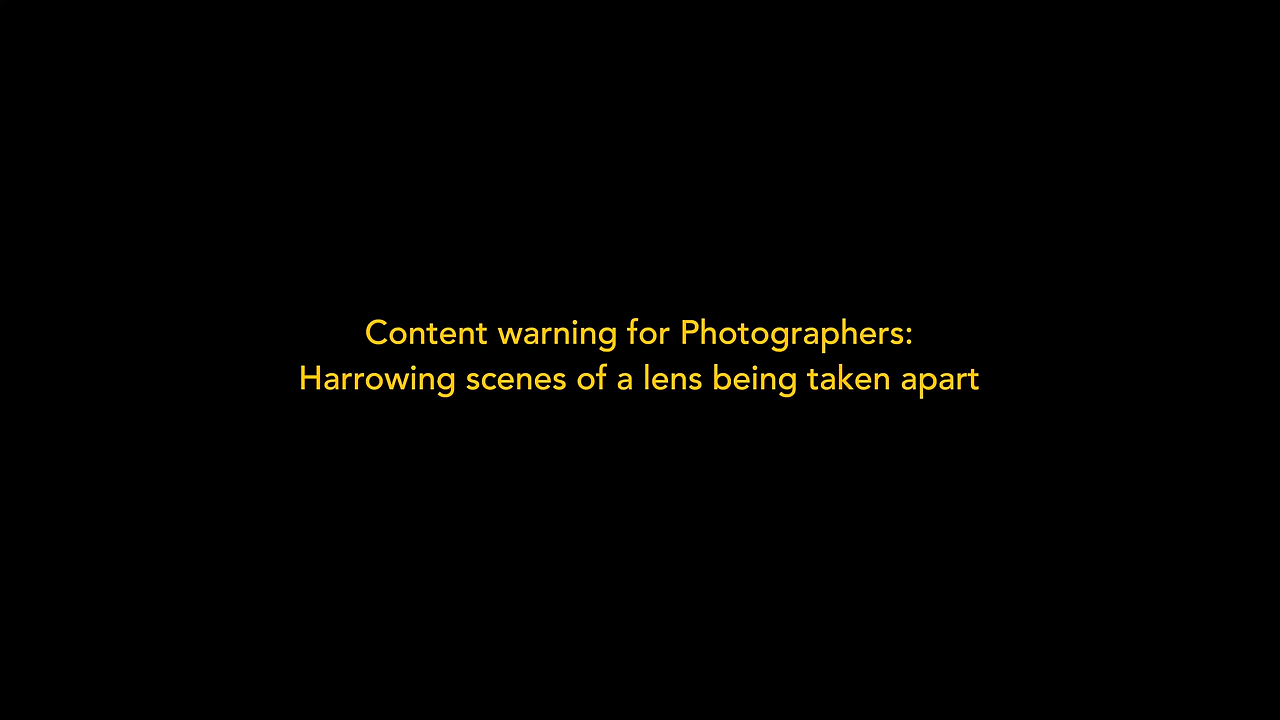 Content warning for Photographers:
Harrowing scenes of a lens being taken apart